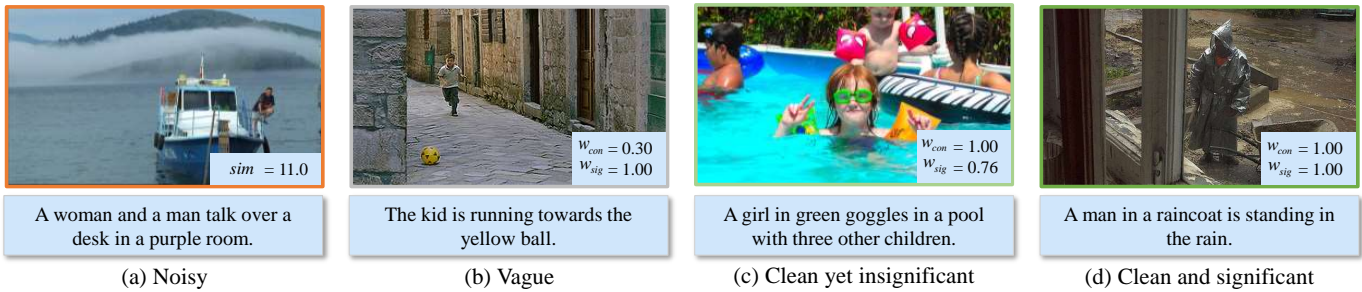 sim = 11.0
A woman and a man talk over a
desk in a purple room.
(a) Noisy
w_con = 0.30
w_sig = 1.00
The kid is running towards the
yellow ball.
(b) Vague
w_con = 1.00
w_sig = 0.76
A girl in green goggles in a pool
with three other children.
(c) Clean yet insignificant
w_con = 1.00
w_sig = 1.00
A man in a raincoat is standing in
the rain.
(d) Clean and significant